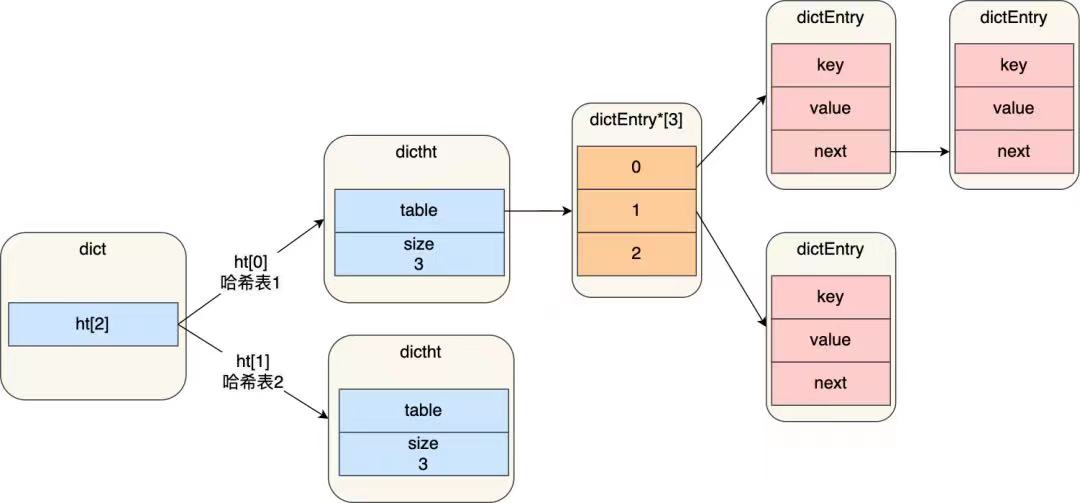 dict
ht[2]
ht[0]
哈希表1
ht[1]
哈希表2
dictht
table
size
3
dictht
table
size
3
dictEntry*[3]
0
1
2
dictEntry
key
value
next
dictEntry
key
value
next
dictEntry
key
value
next